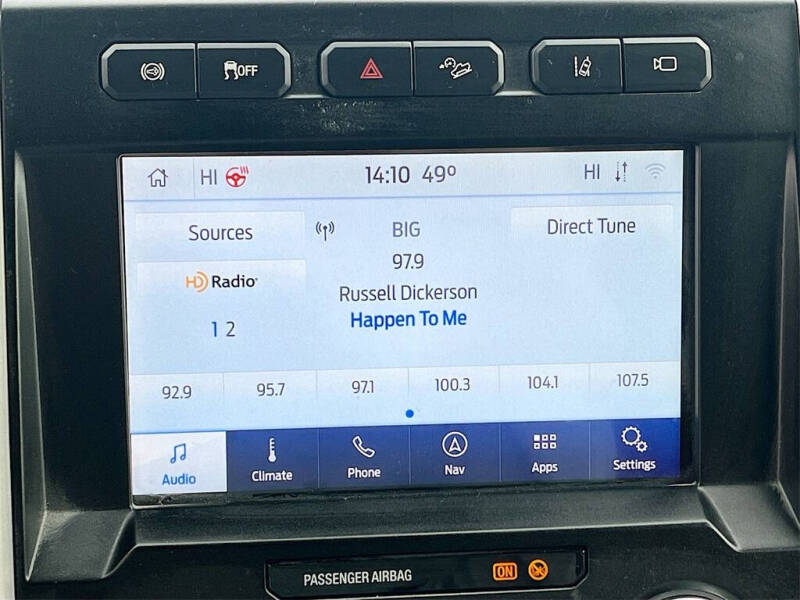 OFF
HI 14:10 49º HI
Sources BIG Direct Tune
97.9
HD Radio
Russell Dickerson
Happen To Me
1 2
92.9 95.7 97.1 100.3 104.1 107.5
Audio Climate Phone Nav Apps Settings
PASSENGER AIRBAG ON